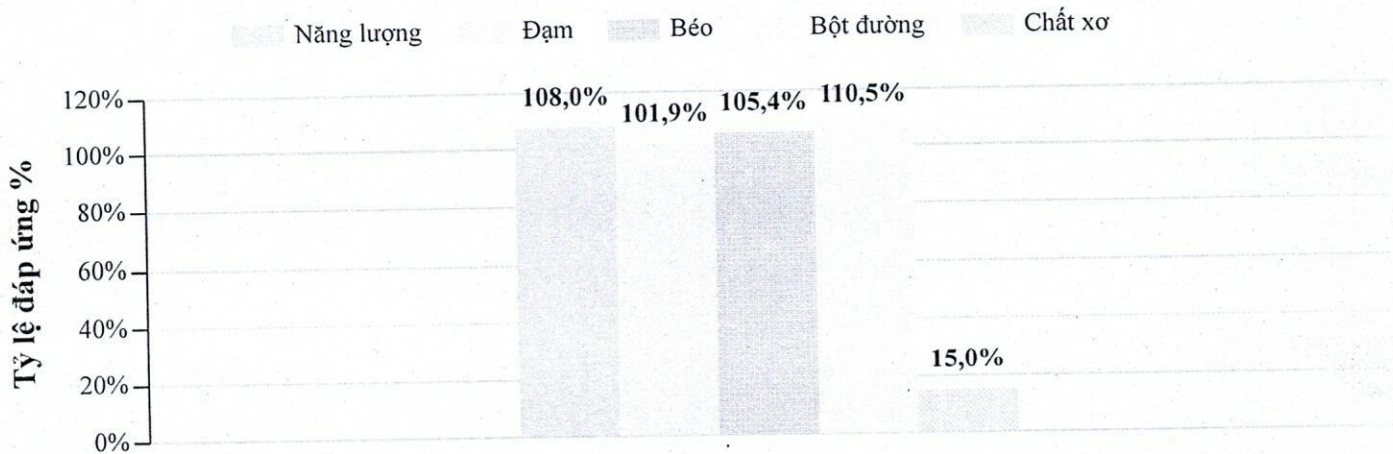 Năng lượng Đạm Béo Bột đường Chất xơ
120%
100%
80%
60%
40%
20%
0%
Tỷ lệ đáp ứng %
108,0% 101,9% 105,4% 110,5%
15,0%